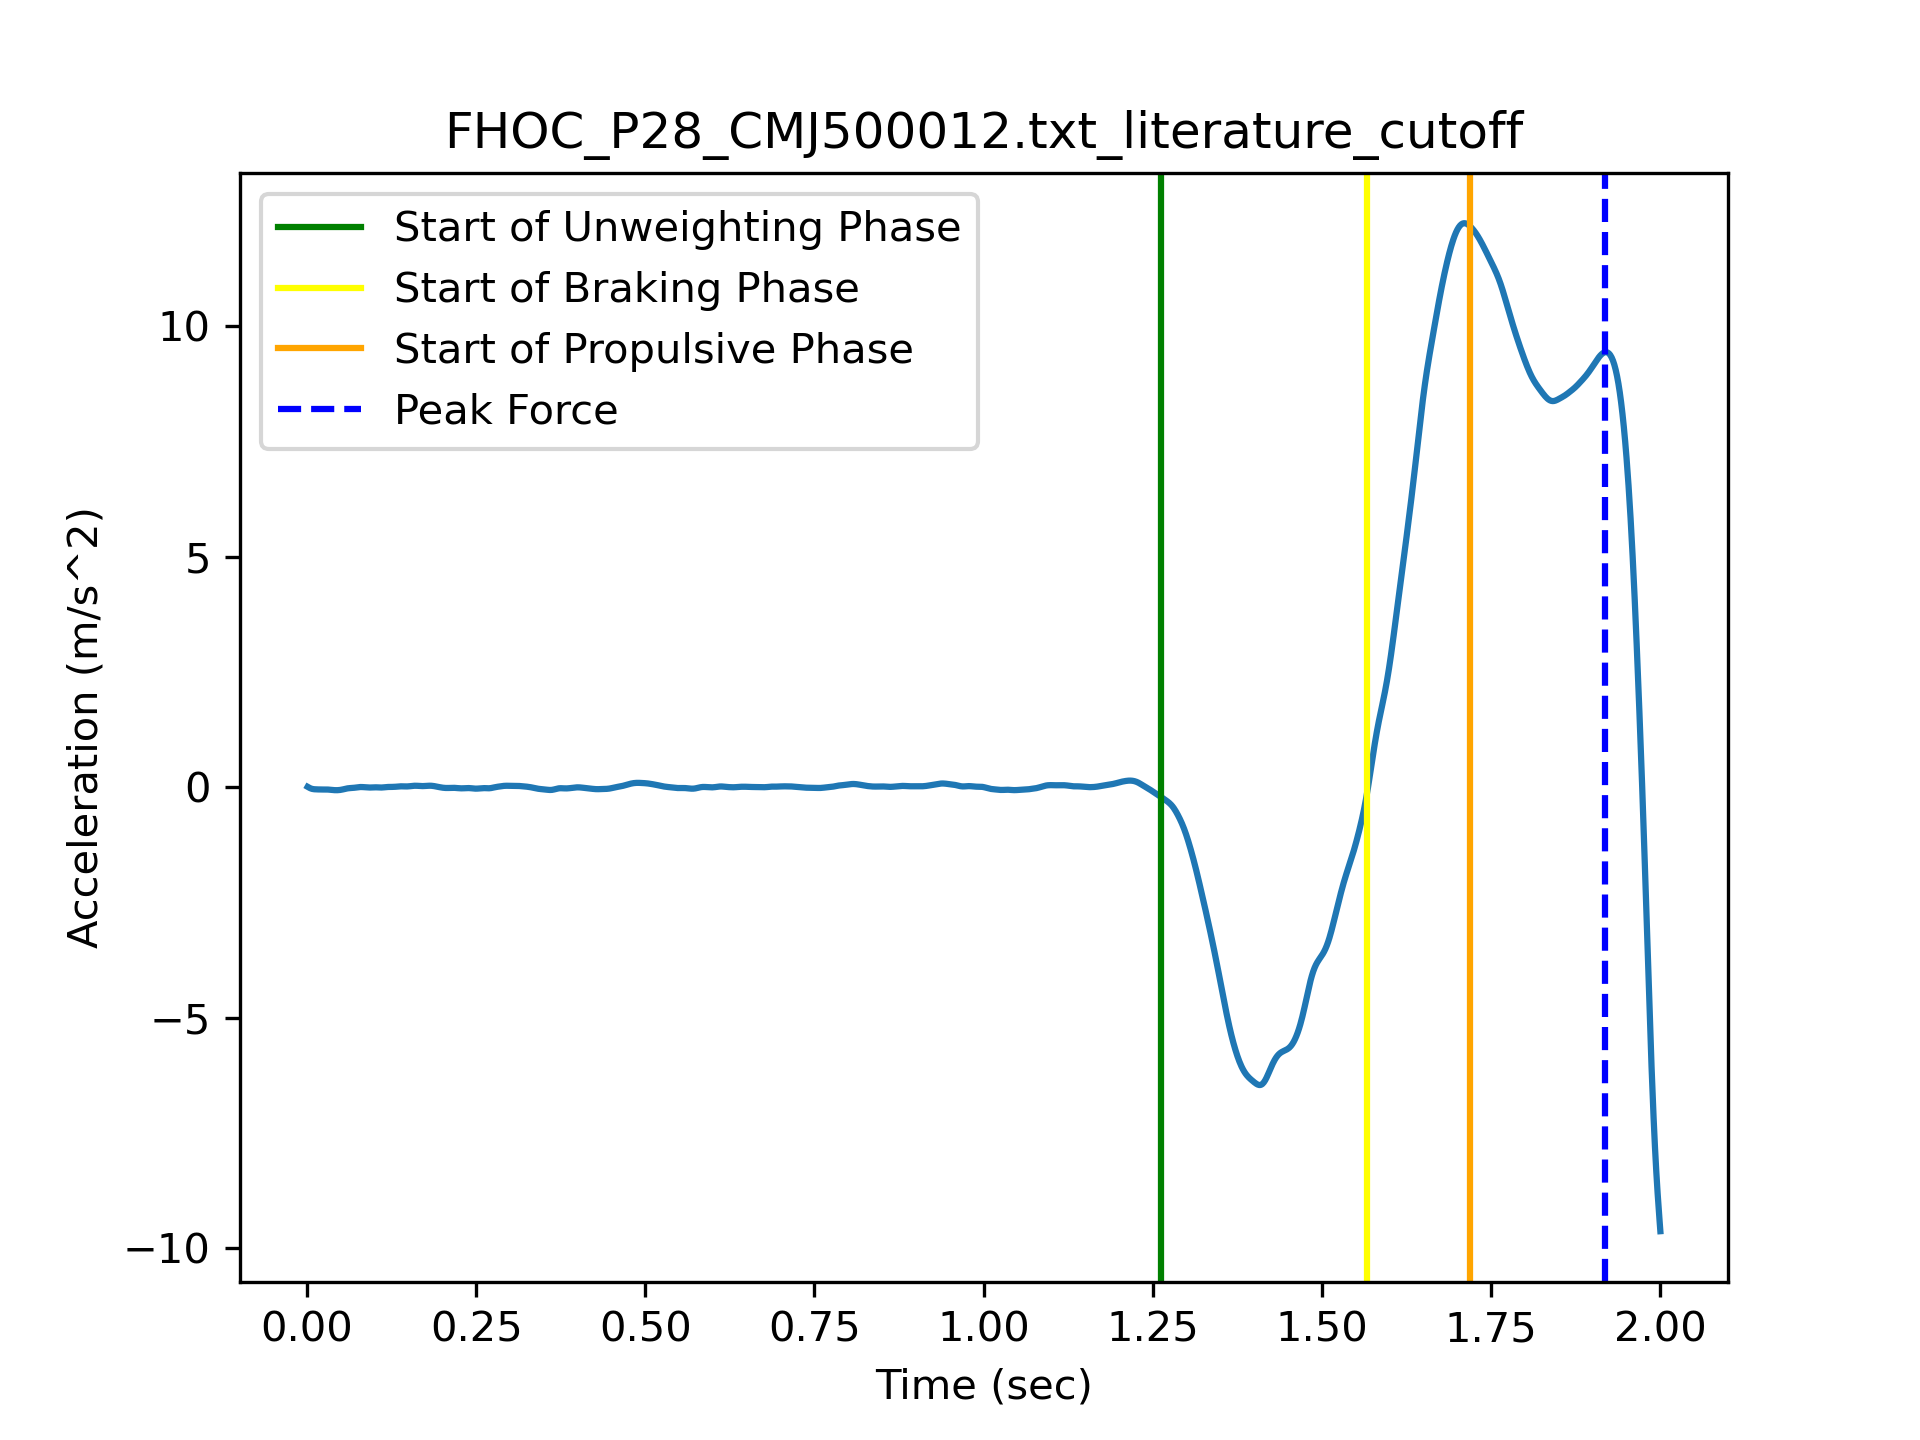 FHOC_P28_CMJ500012.txt_literature_cutoff
Start of Unweighting Phase
Start of Braking Phase
Start of Propulsive Phase
Peak Force
10
5
0
−5
−10
Acceleration (m/s^2)
0.00 0.25 0.50 0.75 1.00 1.25 1.50 1.75 2.00
Time (sec)